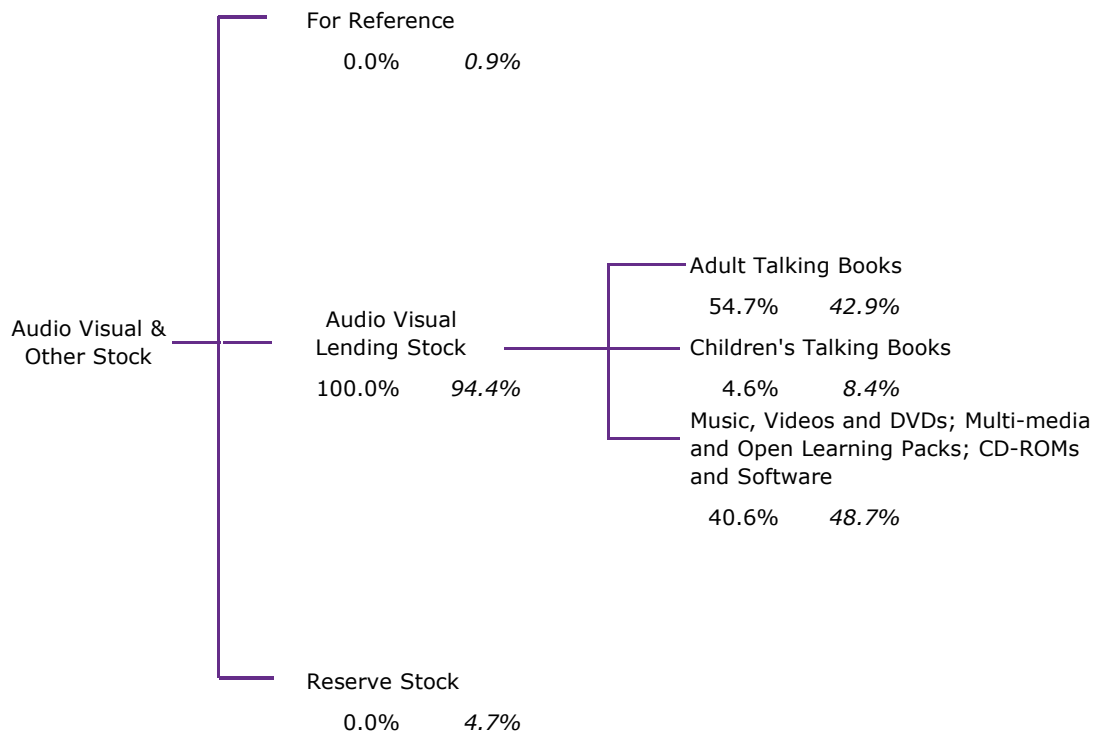 For Reference
0.0% 0.9%
Audio Visual &
Other Stock
Audio Visual
Lending Stock
100.0% 94.4%
Adult Talking Books
54.7% 42.9%
Children's Talking Books
4.6% 8.4%
Music, Videos and DVDs; Multi-media
and Open Learning Packs; CD-ROMs
and Software
40.6% 48.7%
Reserve Stock
0.0% 4.7%